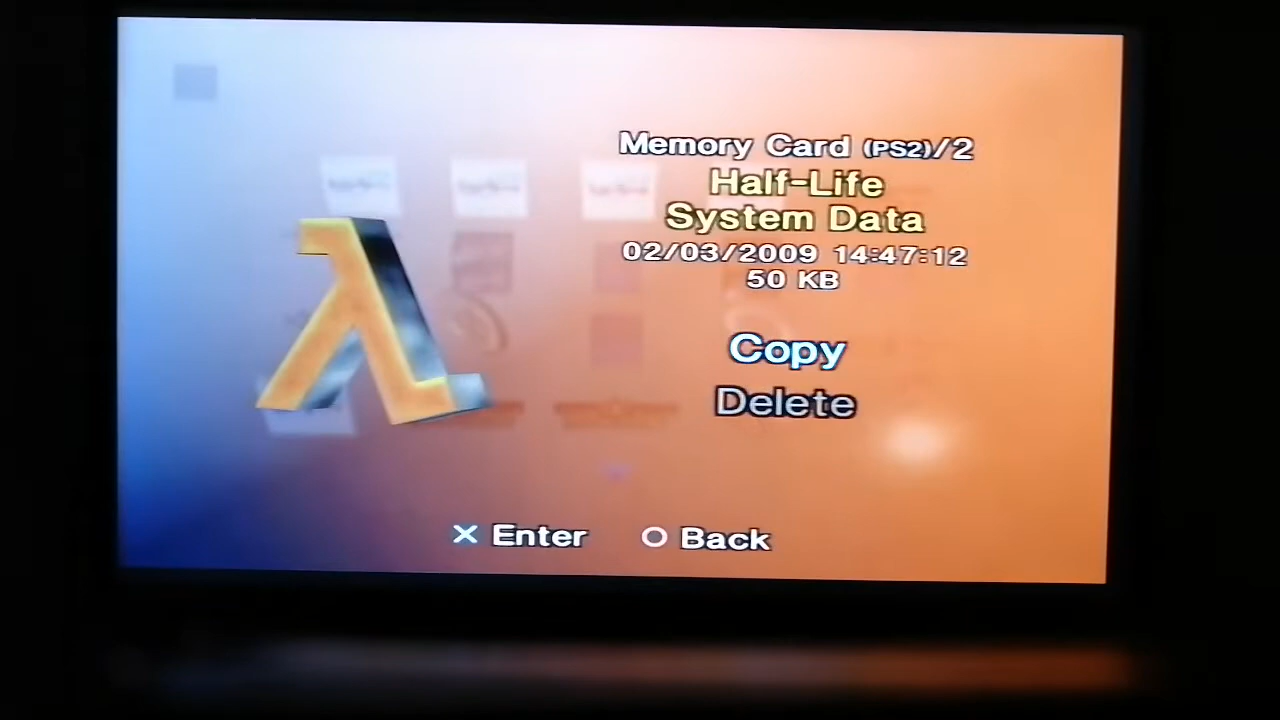 Memory Card (PS2)/2
Half-Life
System Data
02/03/2009 14:47:12
50 KB
Copy
Delete
✕ Enter ○ Back